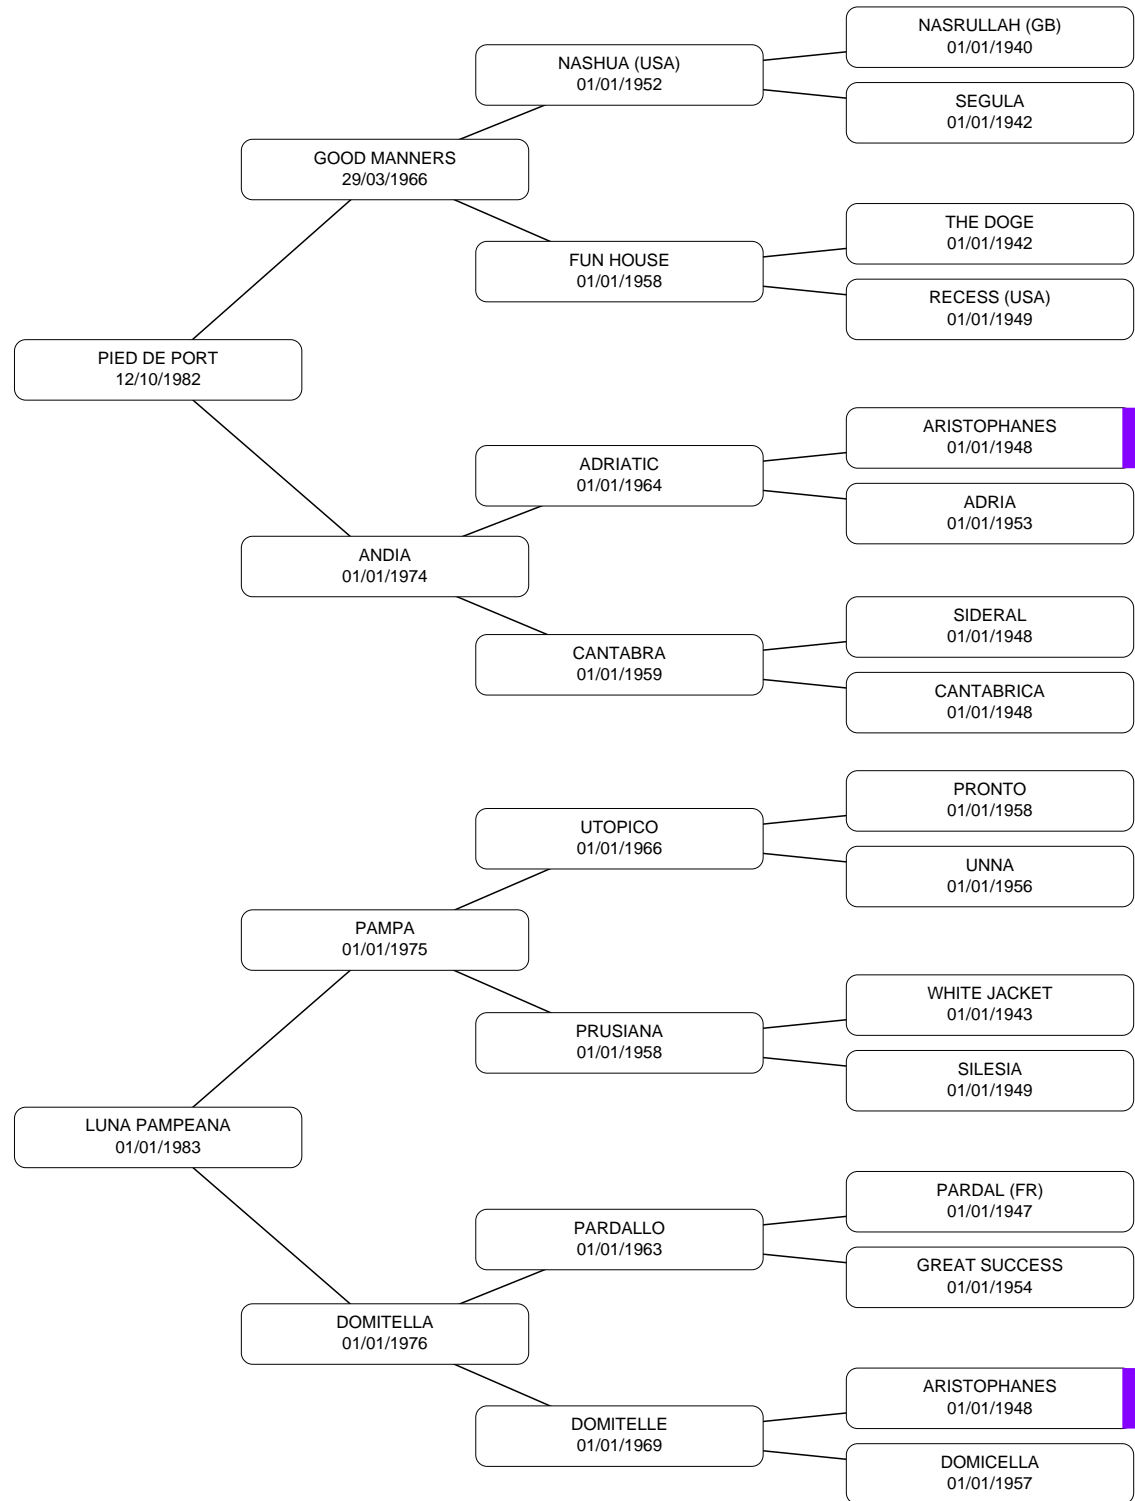 NASRULLAH (GB)
01/01/1940
NASHUA (USA)
01/01/1952
SEGULA
01/01/1942
GOOD MANNERS
29/03/1966
THE DOGE
01/01/1942
FUN HOUSE
01/01/1958
RECESS (USA)
01/01/1949
PIED DE PORT
12/10/1982
ARISTOPHANES
01/01/1948
ADRIATIC
01/01/1964
ADRIA
01/01/1953
ANDIA
01/01/1974
SIDERAL
01/01/1948
CANTABRA
01/01/1959
CANTABRICA
01/01/1948
PRONTO
01/01/1958
UTOPICO
01/01/1966
UNNA
01/01/1956
PAMPA
01/01/1975
WHITE JACKET
01/01/1943
PRUSIANA
01/01/1958
SILESIA
01/01/1949
LUNA PAMPEANA
01/01/1983
PARDAL (FR)
01/01/1947
PARDALLO
01/01/1963
GREAT SUCCESS
01/01/1954
DOMITELLA
01/01/1976
ARISTOPHANES
01/01/1948
DOMITELLE
01/01/1969
DOMICELLA
01/01/1957